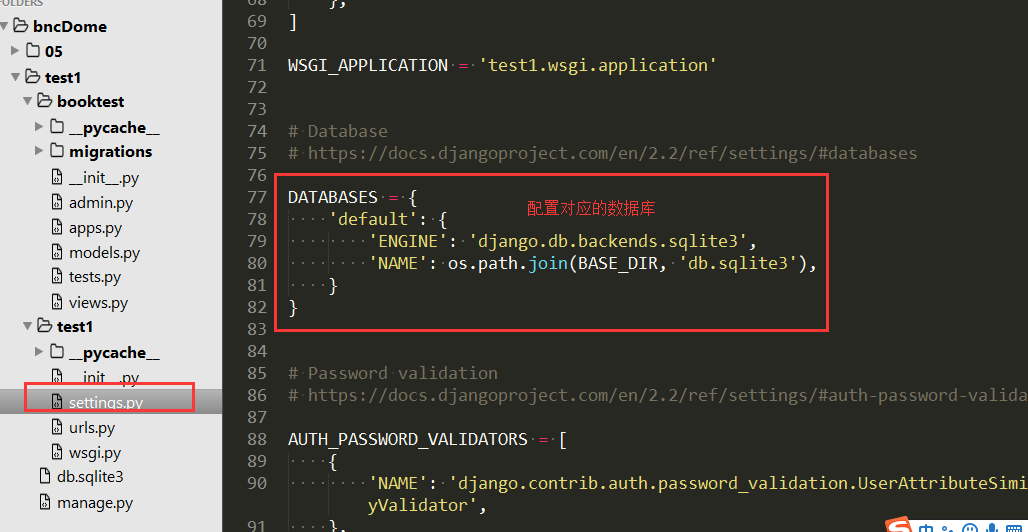 FOLDERS
bncDome
05
test1
booktest
__pycache__
migrations
__init__.py
admin.py
apps.py
models.py
tests.py
views.py
test1
__pycache__
__init__.py
settings.py
urls.py
wsgi.py
db.sqlite3
manage.py
68 },
69 ]
70
71 WSGI_APPLICATION = 'test1.wsgi.application'
72
73
74 # Database
75 # https://docs.djangoproject.com/en/2.2/ref/settings/#databases
76
77 DATABASES = {
配置对应的数据库
78 'default': {
79 'ENGINE': 'django.db.backends.sqlite3',
80 'NAME': os.path.join(BASE_DIR, 'db.sqlite3'),
81 }
82 }
83
84
85 # Password validation
86 # https://docs.djangoproject.com/en/2.2/ref/settings/#auth-password-valida
87
88 AUTH_PASSWORD_VALIDATORS = [
89 {
90 'NAME': 'django.contrib.auth.password_validation.UserAttributeSimi
yValidator',
91 },
中